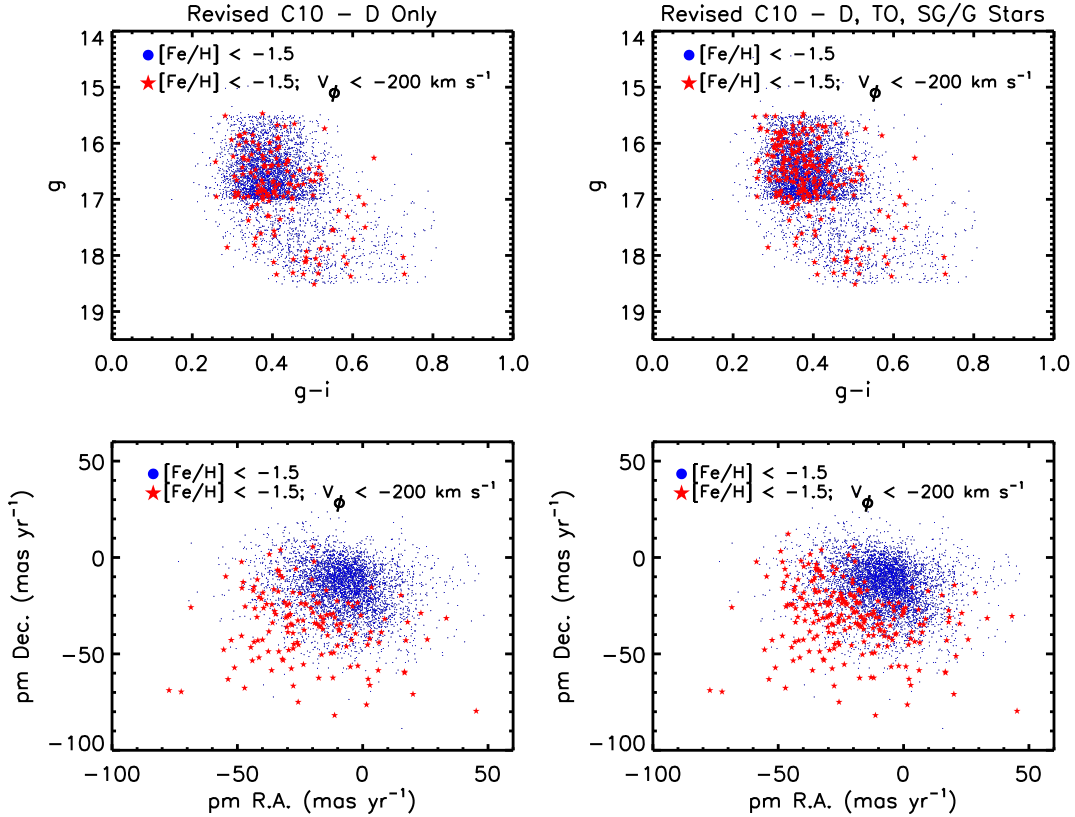 Revised C10 – D Only
14
15
16
17
18
19
g
[Fe/H] < −1.5
[Fe/H] < −1.5; Vϕ < −200 km s⁻¹
0.0 0.2 0.4 0.6 0.8 1.0
g−i
Revised C10 – D, TO, SG/G Stars
14
15
16
17
18
19
g
[Fe/H] < −1.5
[Fe/H] < −1.5; Vϕ < −200 km s⁻¹
0.0 0.2 0.4 0.6 0.8 1.0
g−i
50
0
−50
−100
pm Dec. (mas yr⁻¹)
[Fe/H] < −1.5
[Fe/H] < −1.5; Vϕ < −200 km s⁻¹
−100 −50 0 50
pm R.A. (mas yr⁻¹)
50
0
−50
−100
pm Dec. (mas yr⁻¹)
[Fe/H] < −1.5
[Fe/H] < −1.5; Vϕ < −200 km s⁻¹
−100 −50 0 50
pm R.A. (mas yr⁻¹)